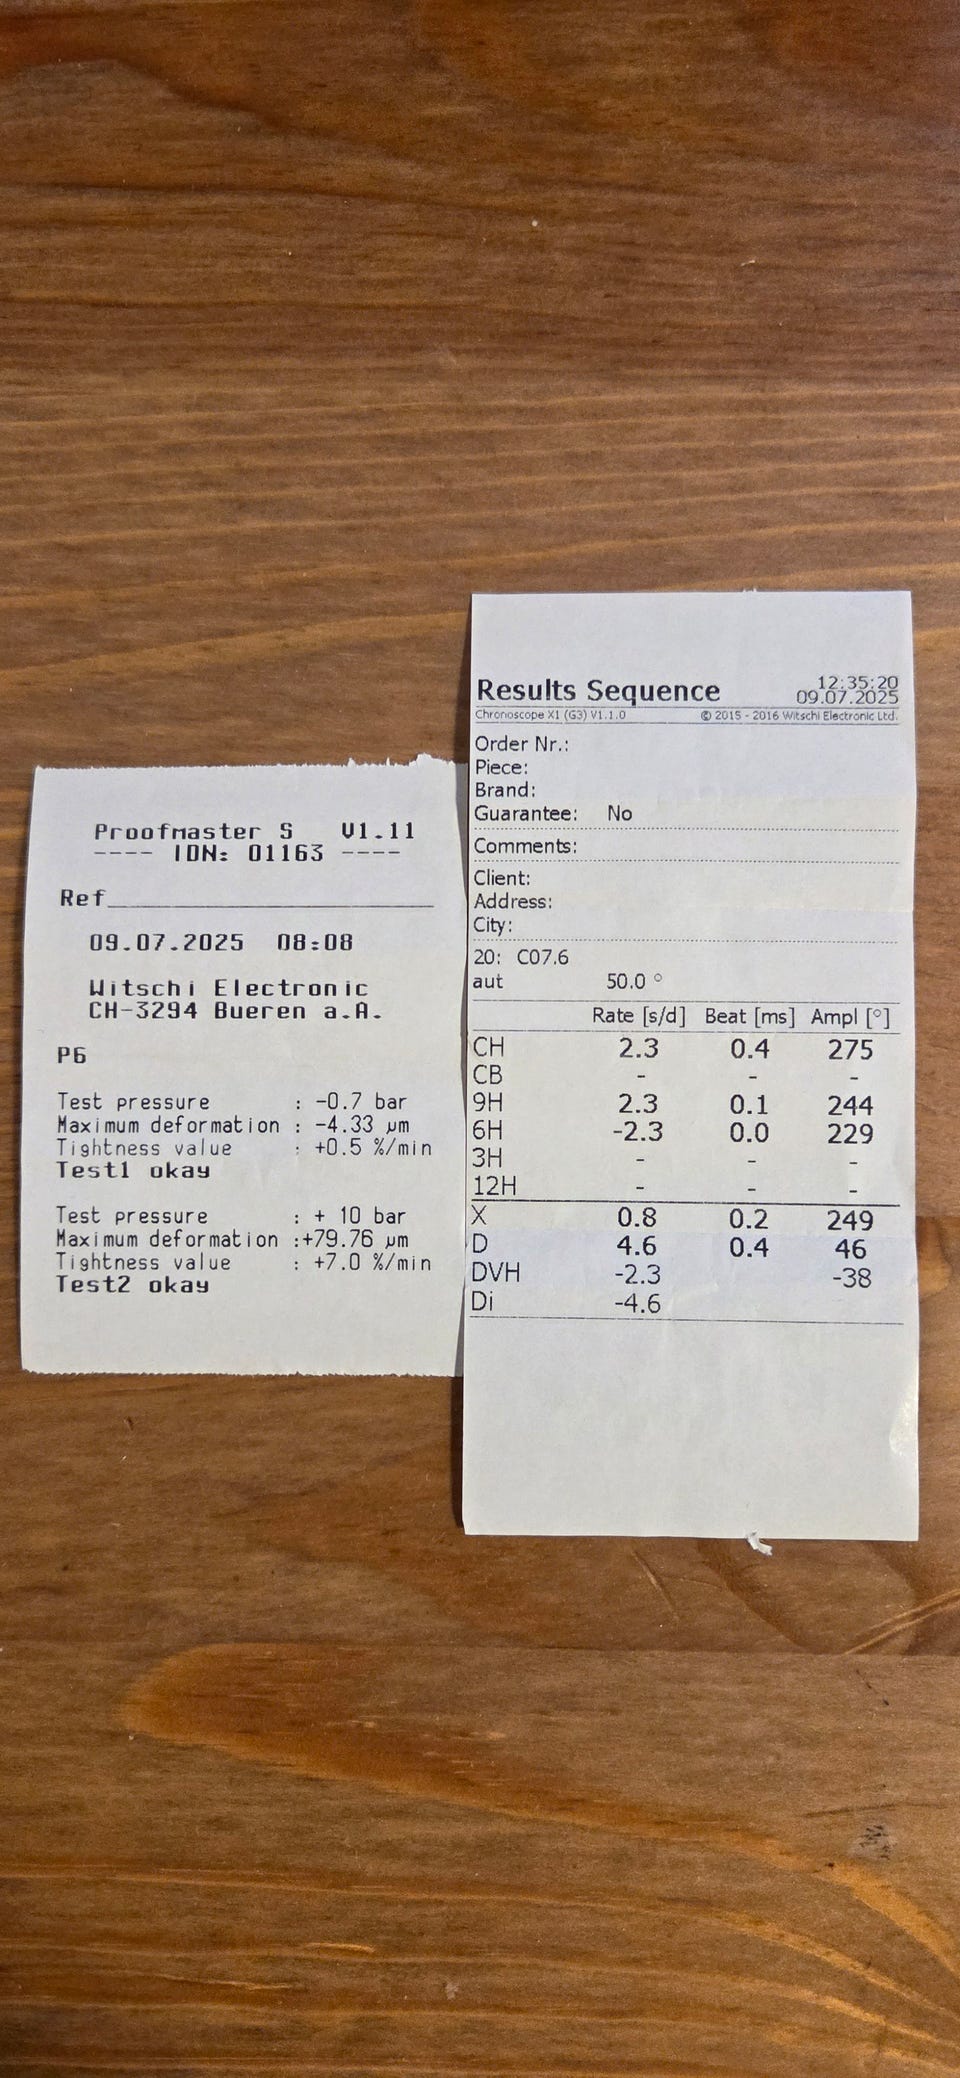 Proofmaster S V1.11
---- IDN: 01163 ----
Ref
09.07.2025 08:08
Witschi Electronic
CH-3294 Bueren a.A.
P6
Test pressure : -0.7 bar
Maximum deformation : -4.33 µm
Tightness value : +0.5 %/min
Test1 okay
Test pressure : + 10 bar
Maximum deformation :+79.76 µm
Tightness value : +7.0 %/min
Test2 okay
Results Sequence 12:35:20
09.07.2025
Chronoscope X1 (G3) V1.1.0 © 2015 - 2016 Witschi Electronic Ltd.
Order Nr.:
Piece:
Brand:
Guarantee: No
Comments:
Client:
Address:
City:
20: C07.6
aut 50.0 °
Rate [s/d] Beat [ms] Ampl [°]
CH 2.3 0.4 275
CB - - -
9H 2.3 0.1 244
6H -2.3 0.0 229
3H - - -
12H - - -
X 0.8 0.2 249
D 4.6 0.4 46
DVH -2.3 -38
Di -4.6